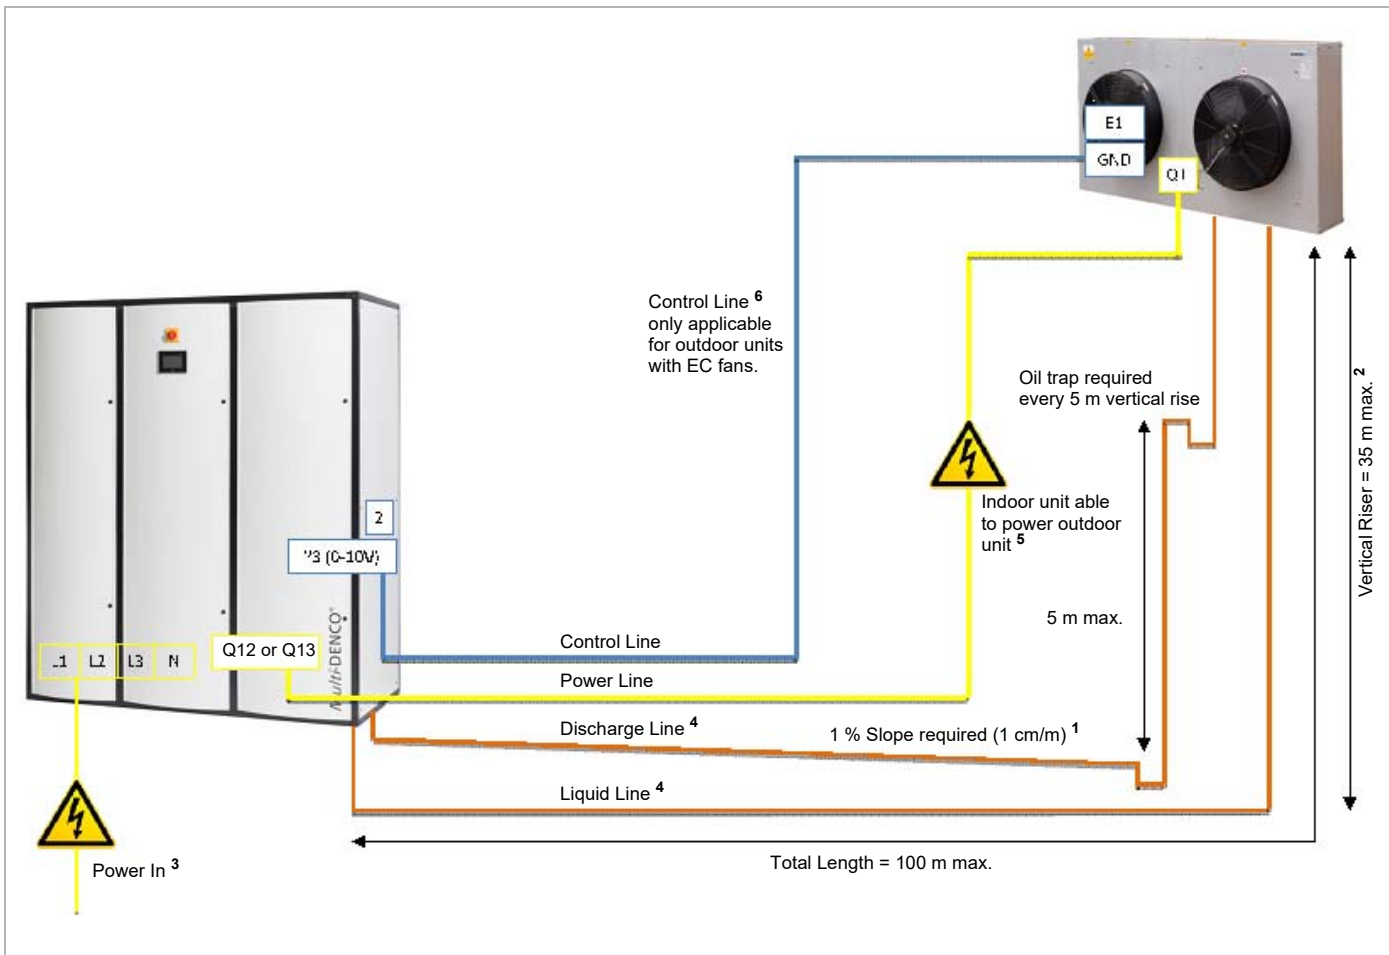 E1
GND
Q1
Control Line 6
only applicable
for outdoor units
with EC fans.
Oil trap required
every 5 m vertical rise
Vertical Riser = 35 m max. 2
Indoor unit able
to power outdoor
unit 5
5 m max.
2
(0-10V)
Multi-DENCO®
L1 L2 L3 N
Q12 or Q13
Control Line
Power Line
Discharge Line 4
1 % Slope required (1 cm/m) 1
Liquid Line 4
Power In 3
Total Length = 100 m max.